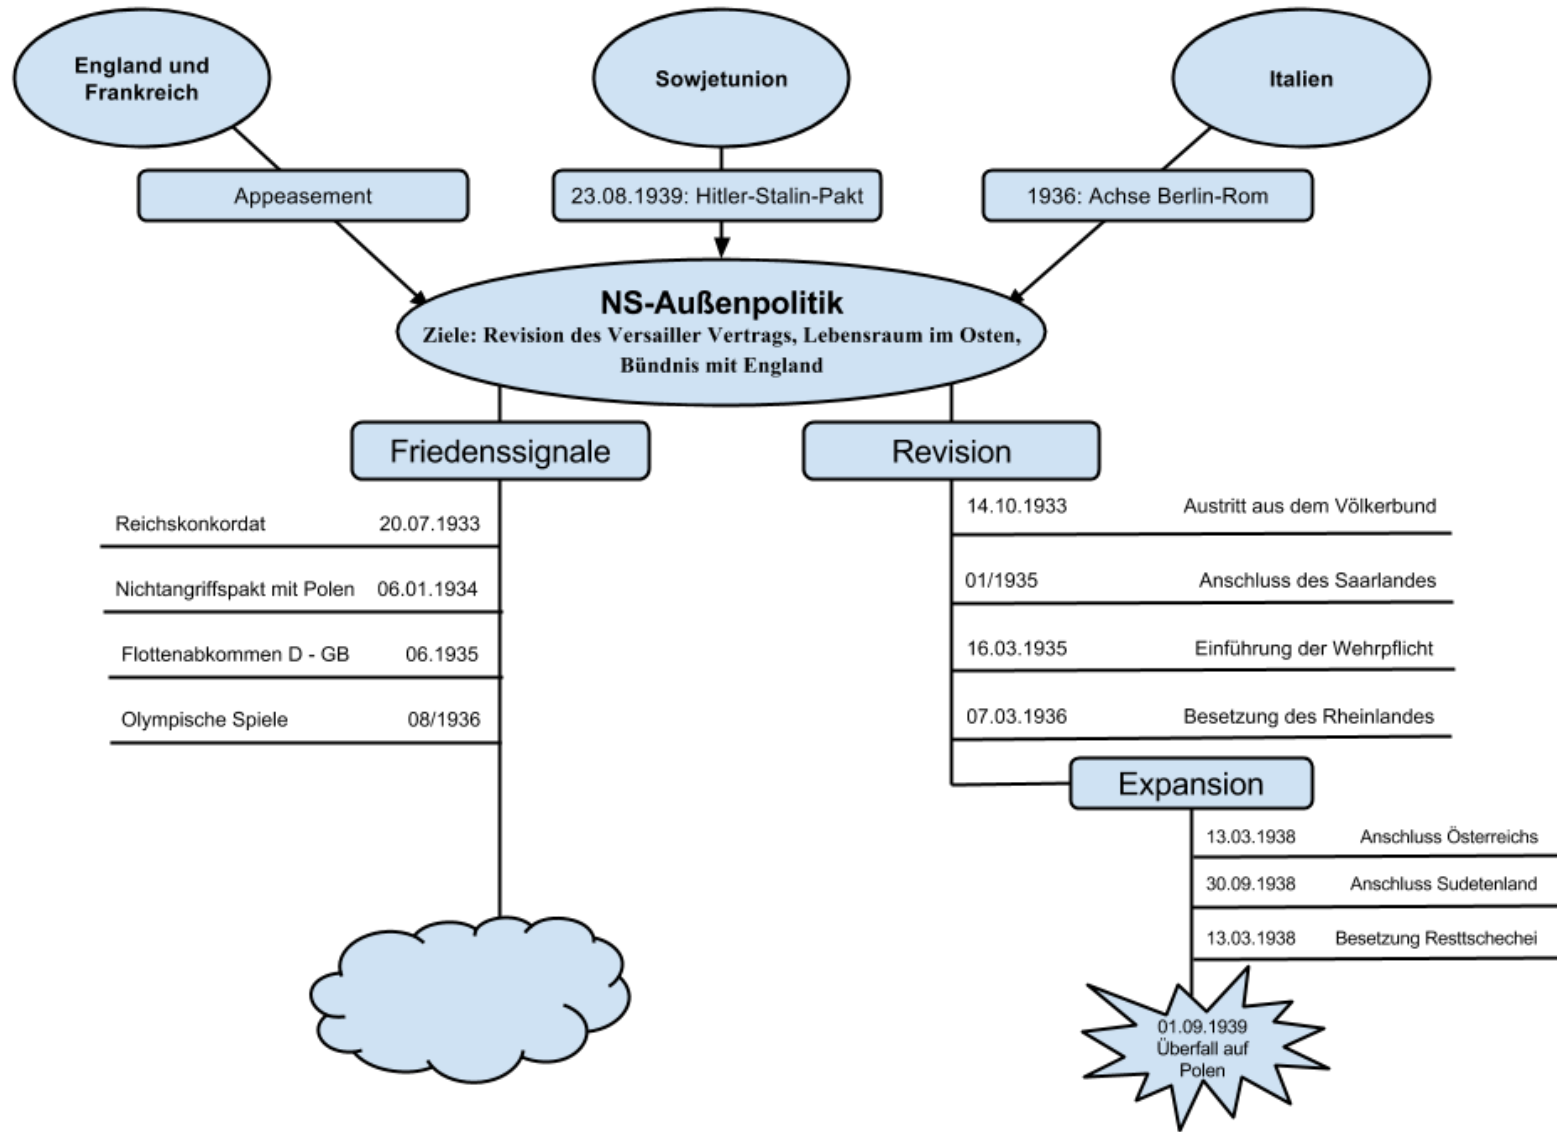 England und
Frankreich
Sowjetunion
Italien
Appeasement
23.08.1939: Hitler-Stalin-Pakt
1936: Achse Berlin-Rom
NS-Außenpolitik
Ziele: Revision des Versailler Vertrags, Lebensraum im Osten,
Bündnis mit England
Friedenssignale
Reichskonkordat 20.07.1933
Nichtangriffspakt mit Polen 06.01.1934
Flottenabkommen D - GB 06.1935
Olympische Spiele 08/1936
Revision
14.10.1933 Austritt aus dem Völkerbund
01/1935 Anschluss des Saarlandes
16.03.1935 Einführung der Wehrpflicht
07.03.1936 Besetzung des Rheinlandes
Expansion
13.03.1938 Anschluss Österreichs
30.09.1938 Anschluss Sudetenland
13.03.1938 Besetzung Resttschechei
01.09.1939
Überfall auf
Polen